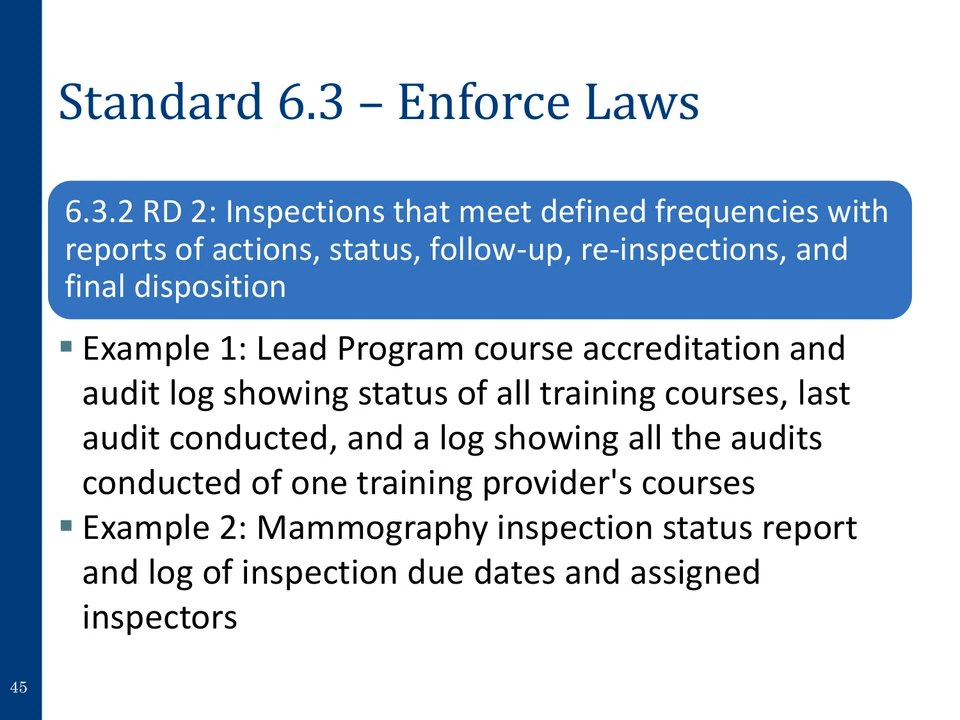 Standard 6.3 – Enforce Laws
6.3.2 RD 2: Inspections that meet defined frequencies with
reports of actions, status, follow-up, re-inspections, and
final disposition
▪ Example 1: Lead Program course accreditation and
audit log showing status of all training courses, last
audit conducted, and a log showing all the audits
conducted of one training provider's courses
▪ Example 2: Mammography inspection status report
and log of inspection due dates and assigned
inspectors
45